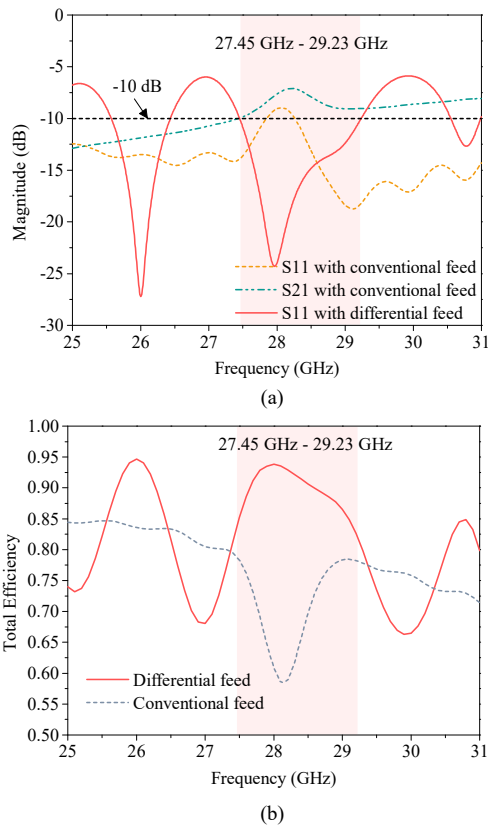 0
27.45 GHz - 29.23 GHz
-5
-10 dB
-10
-15
-20
S11 with conventional feed
S21 with conventional feed
-25
S11 with differential feed
-30
Magnitude (dB)
25 26 27 28 29 30 31
Frequency (GHz)
(a)
1.00
27.45 GHz - 29.23 GHz
0.95
0.90
0.85
0.80
0.75
0.70
0.65
0.60
Differential feed
0.55
Conventional feed
0.50
Total Efficiency
25 26 27 28 29 30 31
Frequency (GHz)
(b)